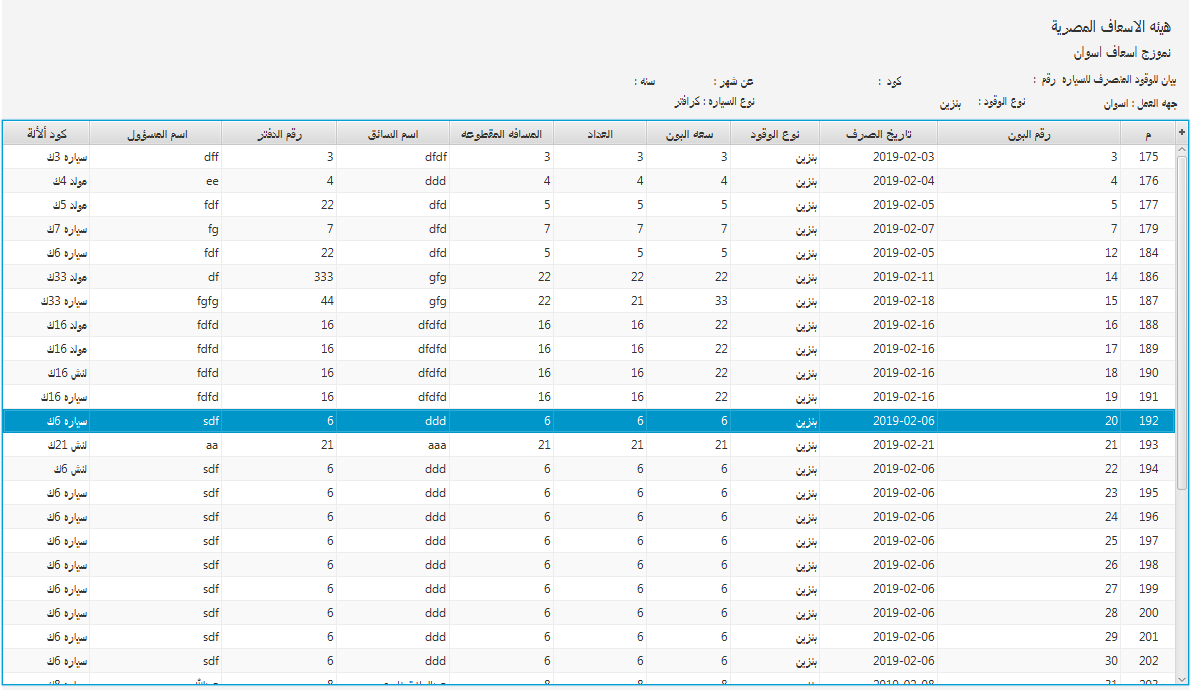 هيئه الاسعاف المصرية
نموزج اسعاف اسوان
بيان للوقود المنصرف للسياره رقم : كود : عن شهر : سنه :
جهه العمل : اسوان نوع الوقود : بنزين نوع السياره : كرافتر
+ م رقم البون تاريخ الصرف نوع الوقود سعه البون العداد المسافه المقطوعه اسم السائق رقم الدفتر اسم المسؤول كود ألألة
175 3 2019-02-03 بنزين 3 3 3 dfdf 3 dff سياره 3ك
176 4 2019-02-04 بنزين 4 4 4 ddd 4 ee مولد 4ك
177 5 2019-02-05 بنزين 5 5 5 dfd 22 fdf مولد 5ك
179 7 2019-02-07 بنزين 7 7 7 dfd 7 fg سياره 7ك
184 12 2019-02-05 بنزين 5 5 5 dfd 22 fdf سياره 6ك
186 14 2019-02-11 بنزين 22 22 22 gfg 333 df مولد 33ك
187 15 2019-02-18 بنزين 33 21 22 gfg 44 fgfg سياره 33ك
188 16 2019-02-16 بنزين 22 16 16 dfdfd 16 fdfd مولد 16ك
189 17 2019-02-16 بنزين 22 16 16 dfdfd 16 fdfd مولد 16ك
190 18 2019-02-16 بنزين 22 16 16 dfdfd 16 fdfd لنش 16ك
191 19 2019-02-16 بنزين 22 16 16 dfdfd 16 fdfd سياره 16ك
192 20 2019-02-06 بنزين 6 6 6 ddd 6 sdf سياره 6ك
193 21 2019-02-21 بنزين 21 21 21 aaa 21 aa لنش 21ك
194 22 2019-02-06 بنزين 6 6 6 ddd 6 sdf لنش 6ك
195 23 2019-02-06 بنزين 6 6 6 ddd 6 sdf سياره 6ك
196 24 2019-02-06 بنزين 6 6 6 ddd 6 sdf سياره 6ك
197 25 2019-02-06 بنزين 6 6 6 ddd 6 sdf سياره 6ك
198 26 2019-02-06 بنزين 6 6 6 ddd 6 sdf سياره 6ك
199 27 2019-02-06 بنزين 6 6 6 ddd 6 sdf سياره 6ك
200 28 2019-02-06 بنزين 6 6 6 ddd 6 sdf سياره 6ك
201 29 2019-02-06 بنزين 6 6 6 ddd 6 sdf سياره 6ك
202 30 2019-02-06 بنزين 6 6 6 ddd 6 sdf سياره 6ك